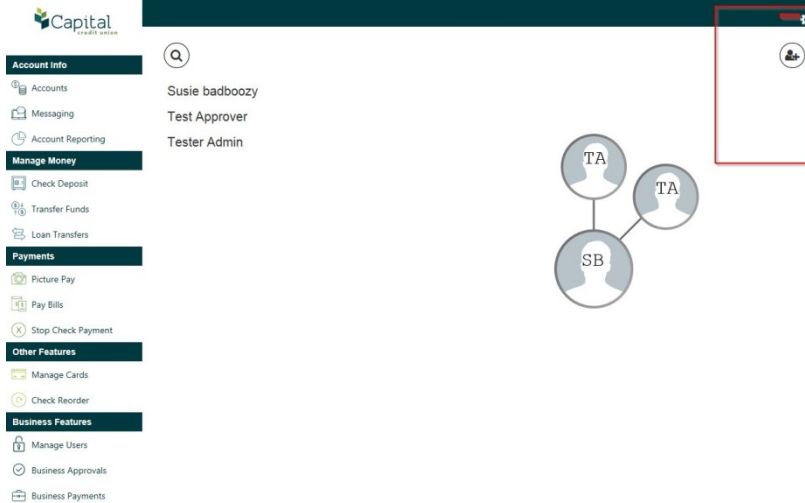 Capital
credit union
Account Info
Accounts
Messaging
Account Reporting
Manage Money
Check Deposit
Transfer Funds
Loan Transfers
Payments
Picture Pay
Pay Bills
Stop Check Payment
Other Features
Manage Cards
Check Reorder
Business Features
Manage Users
Business Approvals
Business Payments
Susie badboozy
Test Approver
Tester Admin
TA
TA
SB